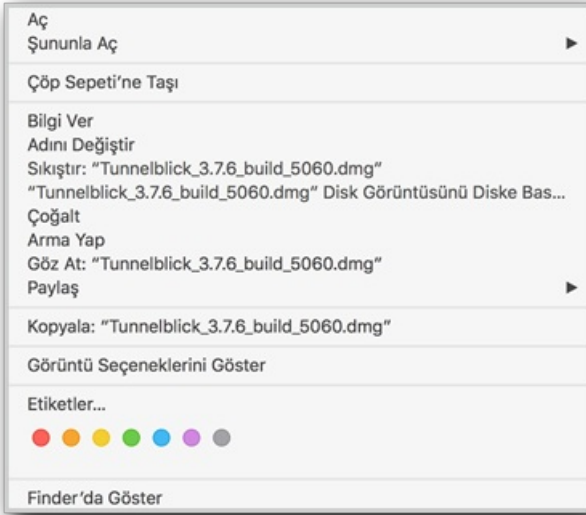 Aç
Şununla Aç
Çöp Sepeti’ne Taşı
Bilgi Ver
Adını Değiştir
Sıkıştır: “Tunnelblick_3.7.6_build_5060.dmg”
“Tunnelblick_3.7.6_build_5060.dmg” Disk Görüntüsünü Diske Bas...
Çoğalt
Arma Yap
Göz At: “Tunnelblick_3.7.6_build_5060.dmg”
Paylaş
Kopyala: “Tunnelblick_3.7.6_build_5060.dmg”
Görüntü Seçeneklerini Göster
Etiketler...
Finder’da Göster